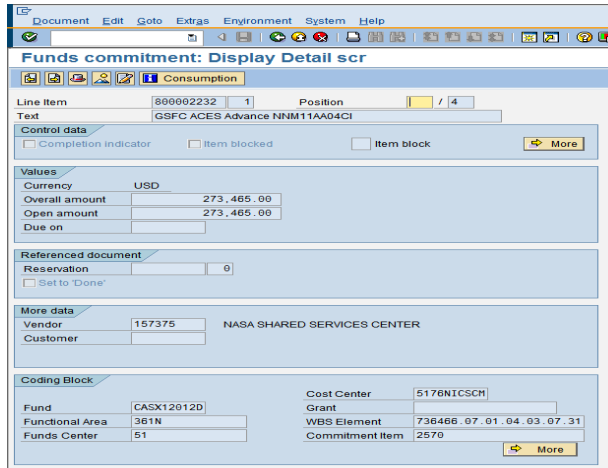 Document Edit Goto Extras Environment System Help
Funds commitment: Display Detail scr
Consumption
Line Item 800002232 1 Position / 4
Text GSFC ACES Advance NNM11AA04CI
Control data
Completion indicator Item blocked Item block More
Values
Currency USD
Overall amount 273,465.00
Open amount 273,465.00
Due on
Referenced document
Reservation 0
Set to 'Done'
More data
Vendor 157375 NASA SHARED SERVICES CENTER
Customer
Coding Block
Cost Center 5176NICSCM
Fund CASX12012D Grant
Functional Area 361N WBS Element 736466.07.01.04.03.07.31
Funds Center 51 Commitment Item 2570
More